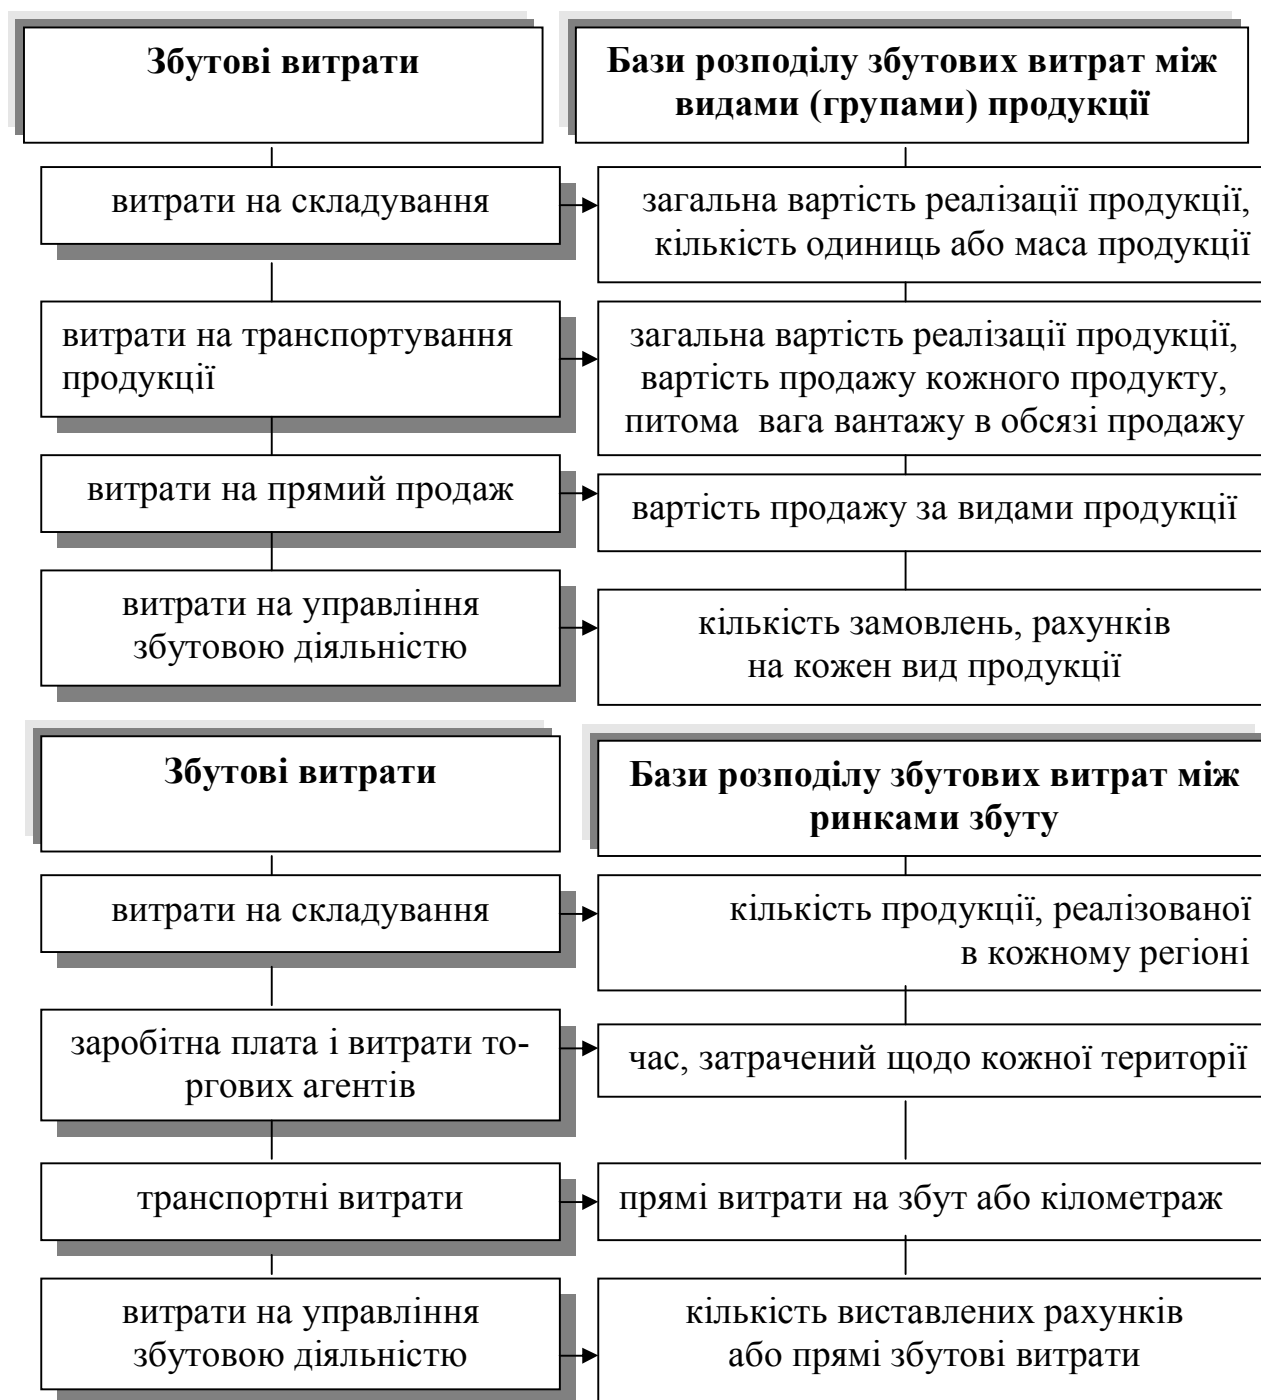 Збутові витрати
Бази розподілу збутових витрат між
видами (групами) продукції
витрати на складування
загальна вартість реалізації продукції,
кількість одиниць або маса продукції
витрати на транспортування
продукції
загальна вартість реалізації продукції,
вартість продажу кожного продукту,
питома вага вантажу в обсязі продажу
витрати на прямий продаж
вартість продажу за видами продукції
витрати на управління
збутовою діяльністю
кількість замовлень, рахунків
на кожен вид продукції
Збутові витрати
Бази розподілу збутових витрат між
ринками збуту
витрати на складування
кількість продукції, реалізованої
в кожному регіоні
заробітна плата і витрати то-
ргових агентів
час, затрачений щодо кожної території
транспортні витрати
прямі витрати на збут або кілометраж
витрати на управління
збутовою діяльністю
кількість виставлених рахунків
або прямі збутові витрати